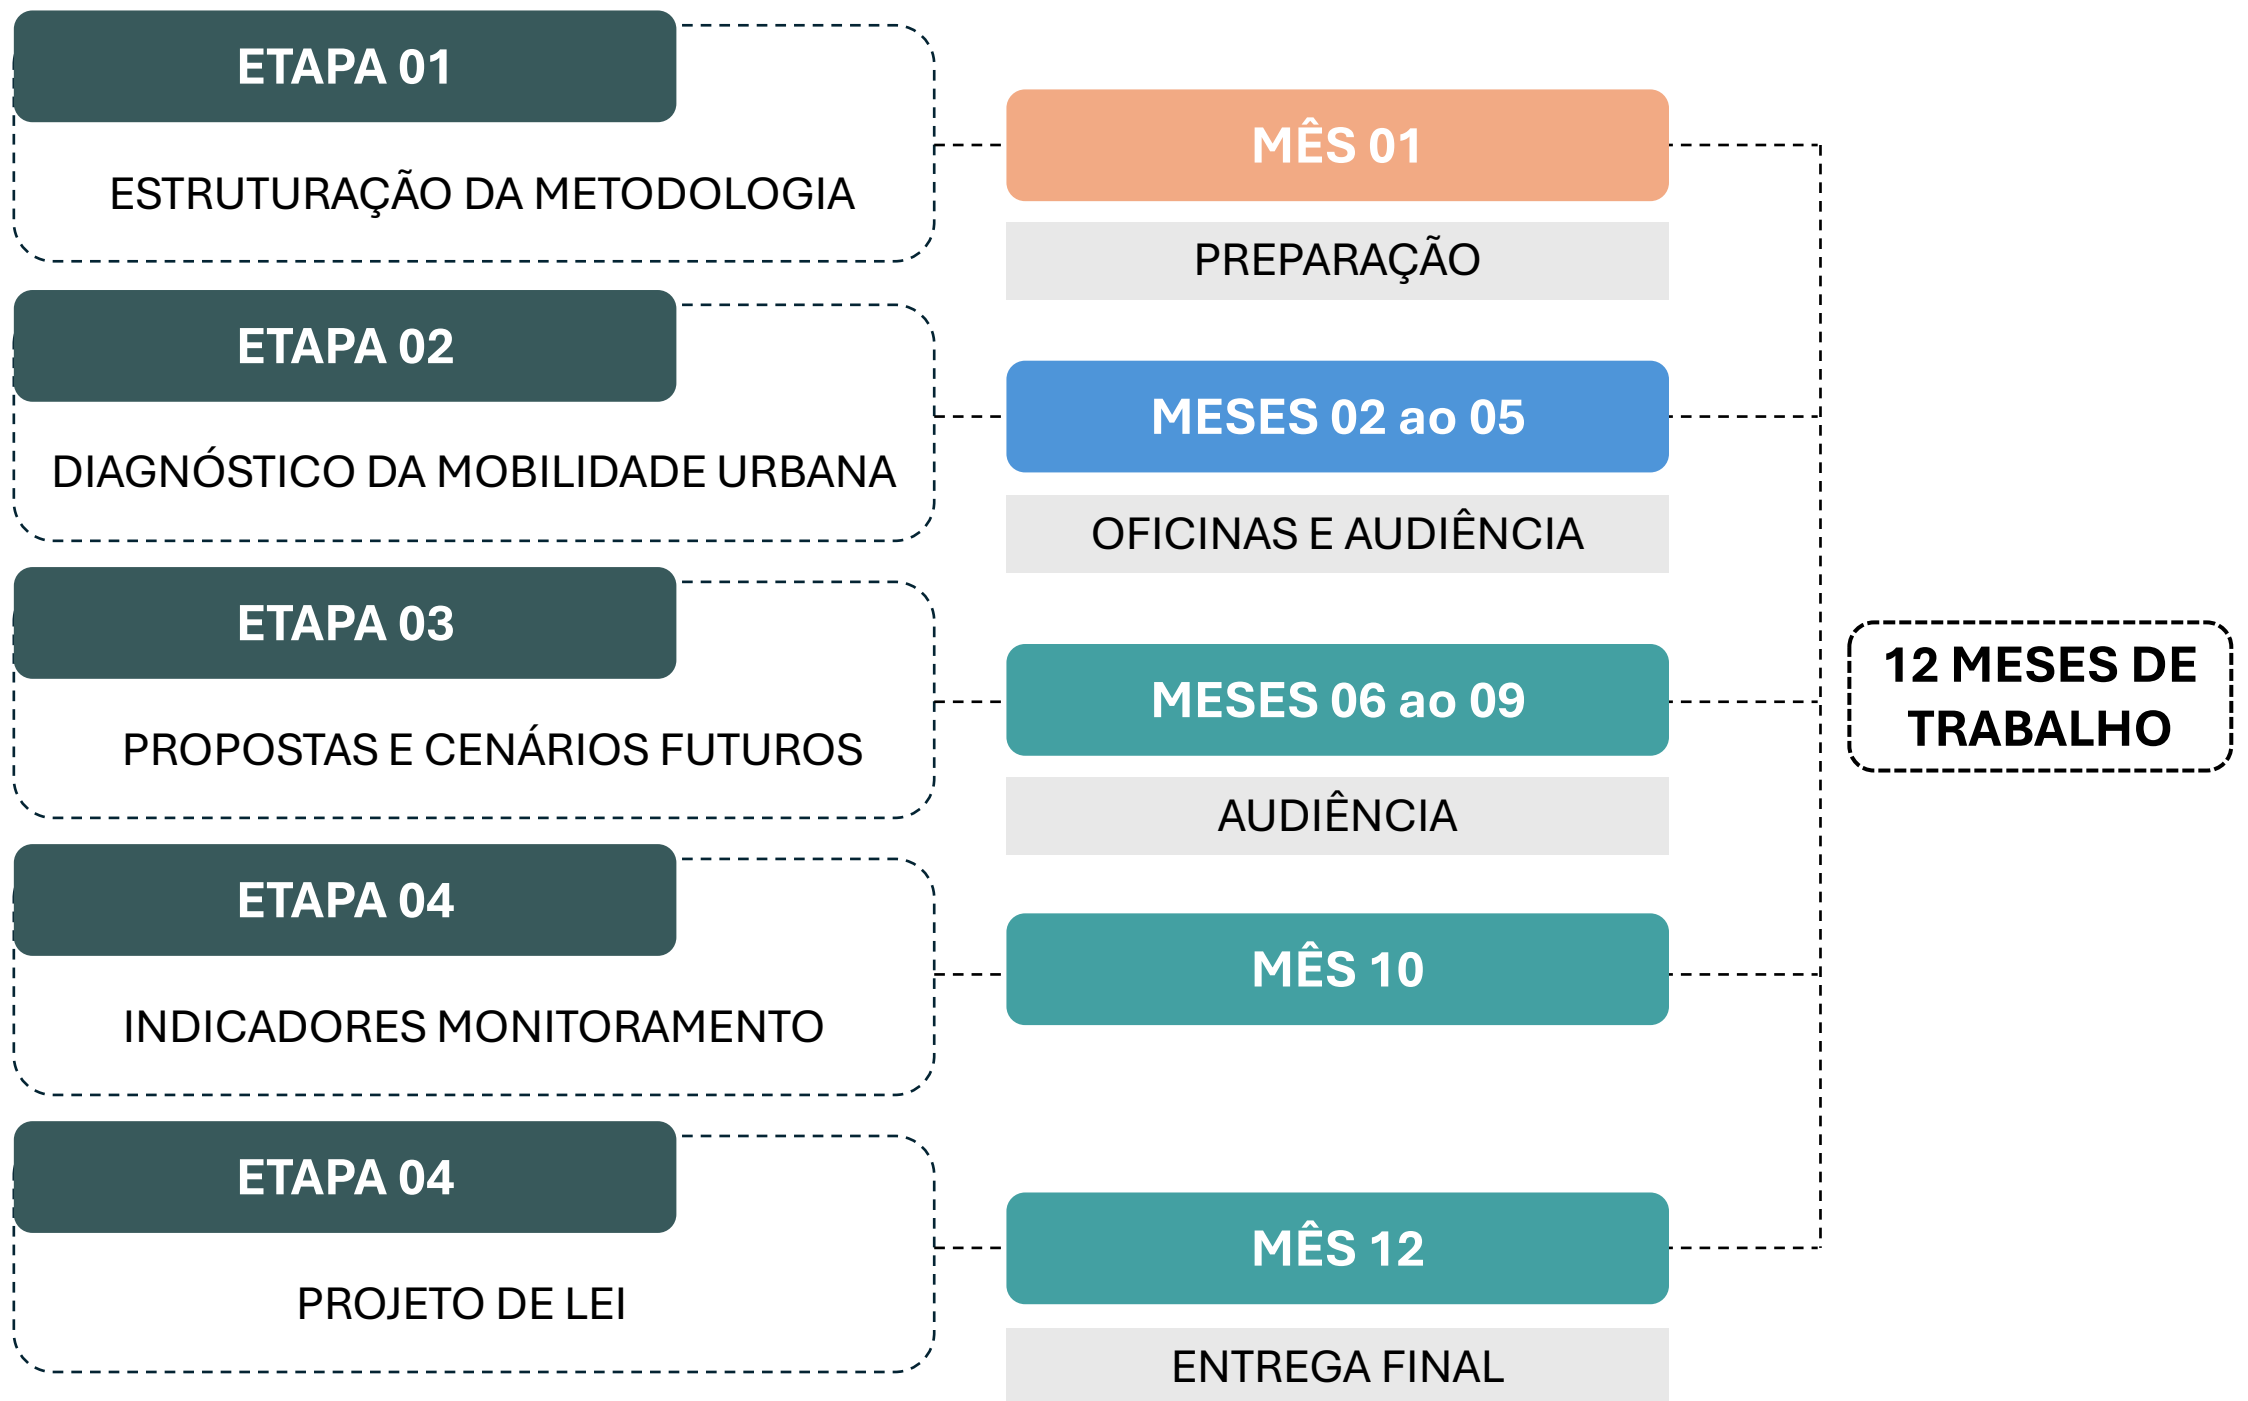 ETAPA 01
ESTRUTURAÇÃO DA METODOLOGIA
MÊS 01
PREPARAÇÃO
ETAPA 02
DIAGNÓSTICO DA MOBILIDADE URBANA
MESES 02 ao 05
OFICINAS E AUDIÊNCIA
ETAPA 03
PROPOSTAS E CENÁRIOS FUTUROS
MESES 06 ao 09
AUDIÊNCIA
ETAPA 04
INDICADORES MONITORAMENTO
MÊS 10
ETAPA 04
PROJETO DE LEI
MÊS 12
ENTREGA FINAL
12 MESES DE
TRABALHO